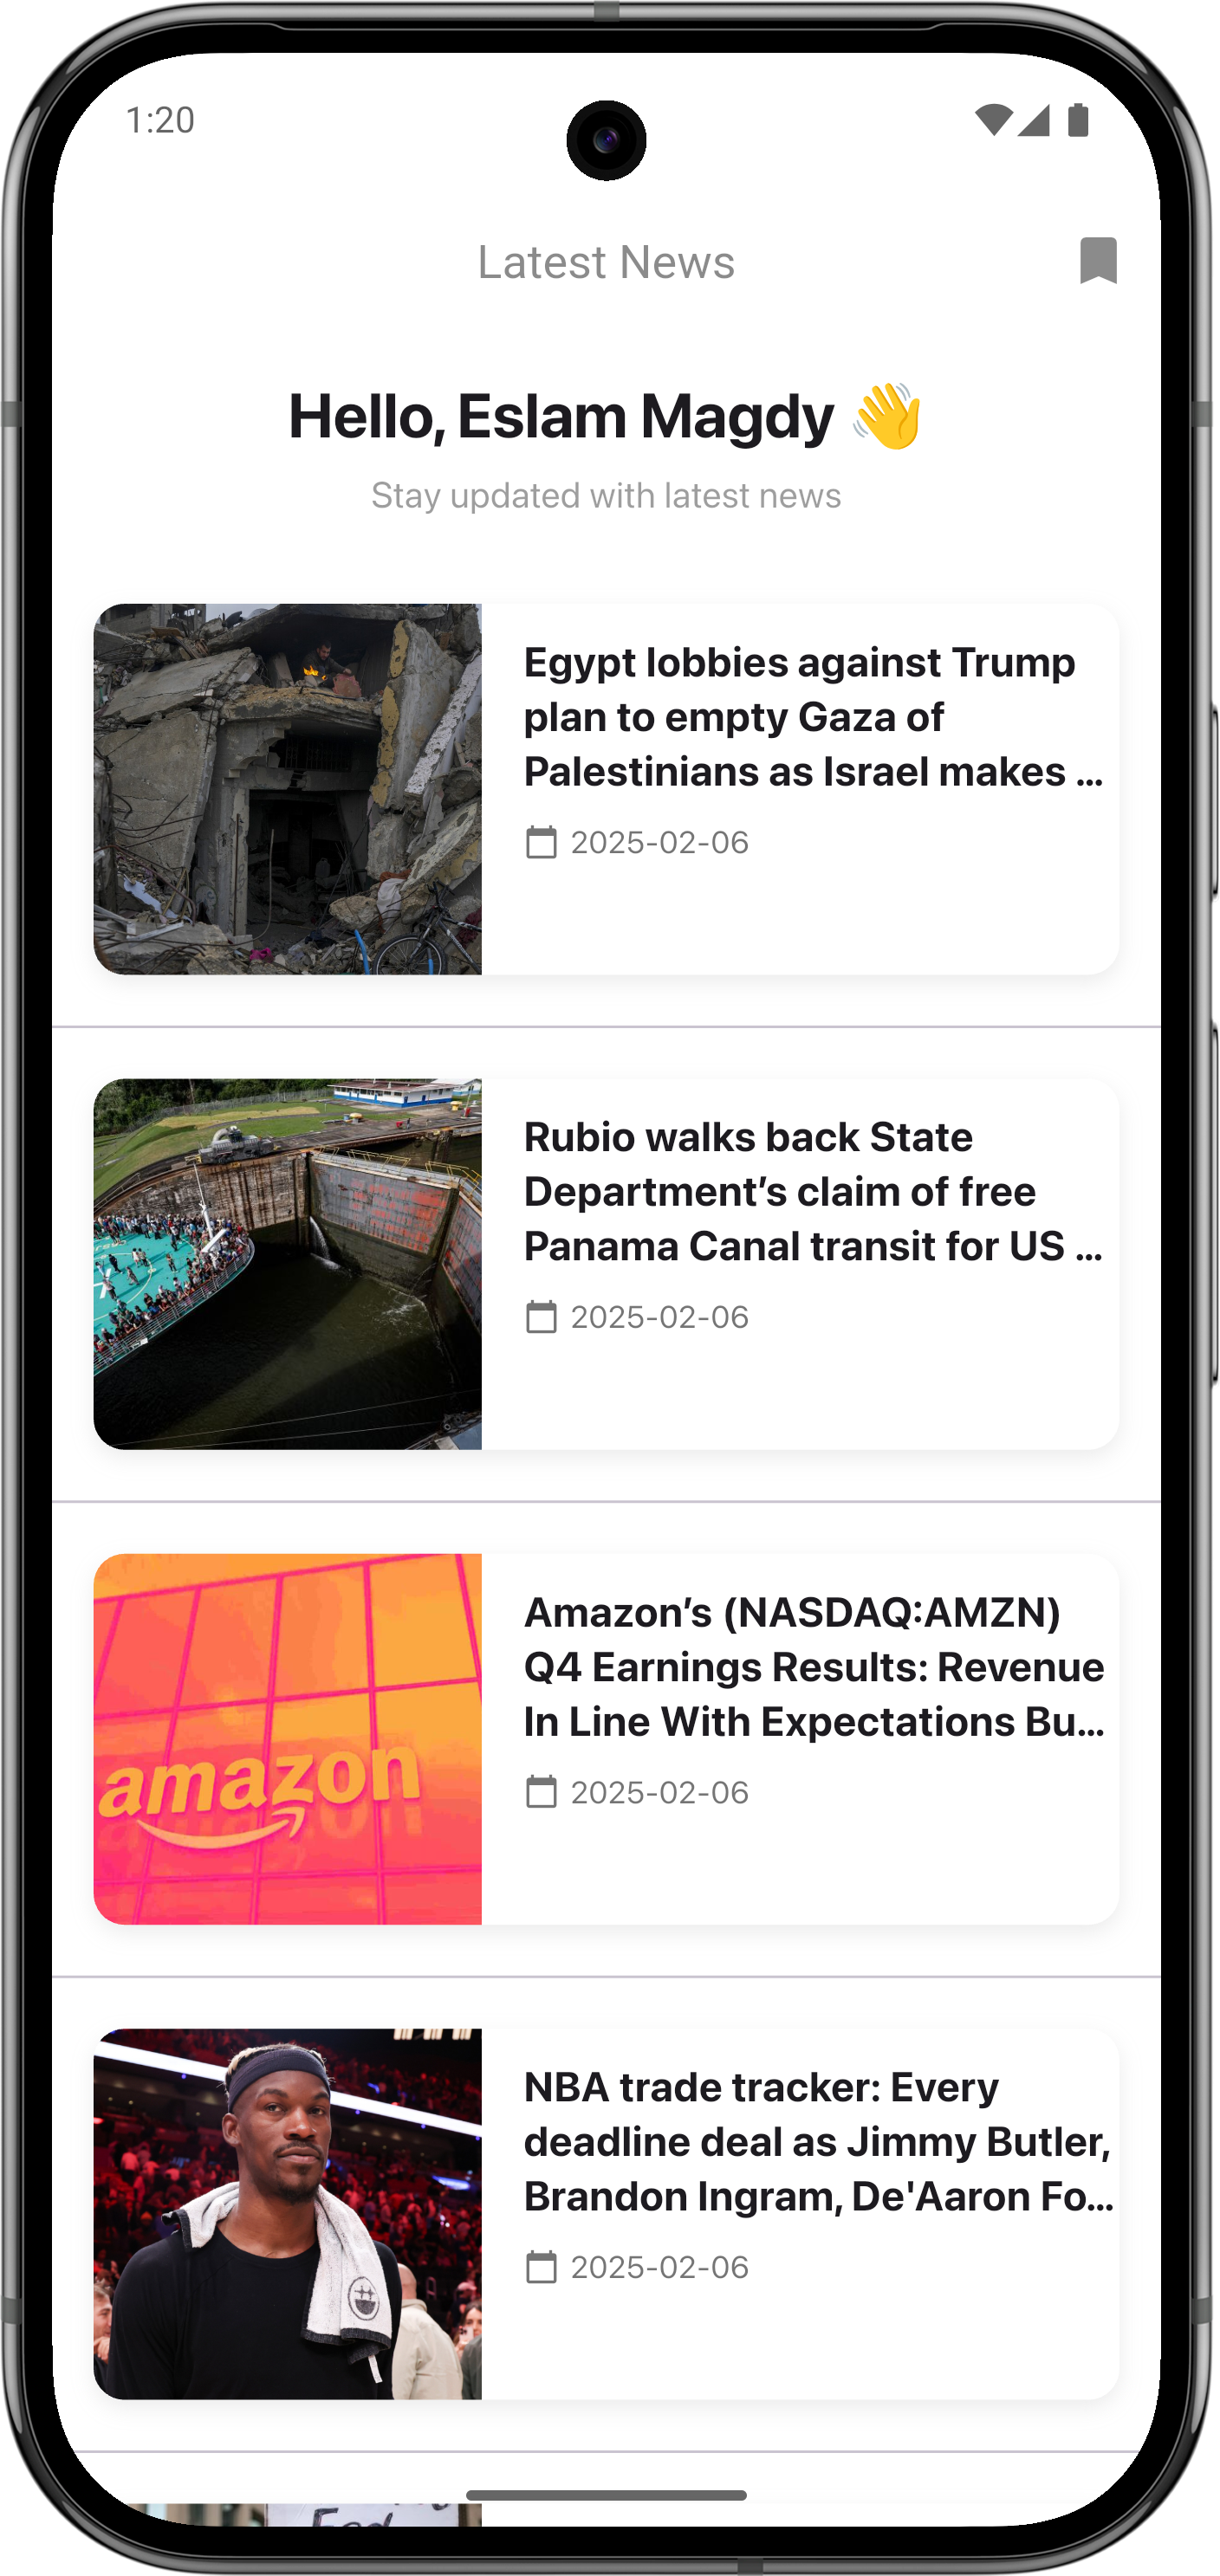 1:20
Latest News
Hello, Eslam Magdy 👋
Stay updated with latest news
Egypt lobbies against Trump
plan to empty Gaza of
Palestinians as Israel makes ...
2025-02-06
Rubio walks back State
Department’s claim of free
Panama Canal transit for US ...
2025-02-06
amazon
Amazon’s (NASDAQ:AMZN)
Q4 Earnings Results: Revenue
In Line With Expectations Bu...
2025-02-06
NBA trade tracker: Every
deadline deal as Jimmy Butler,
Brandon Ingram, De'Aaron Fo...
2025-02-06